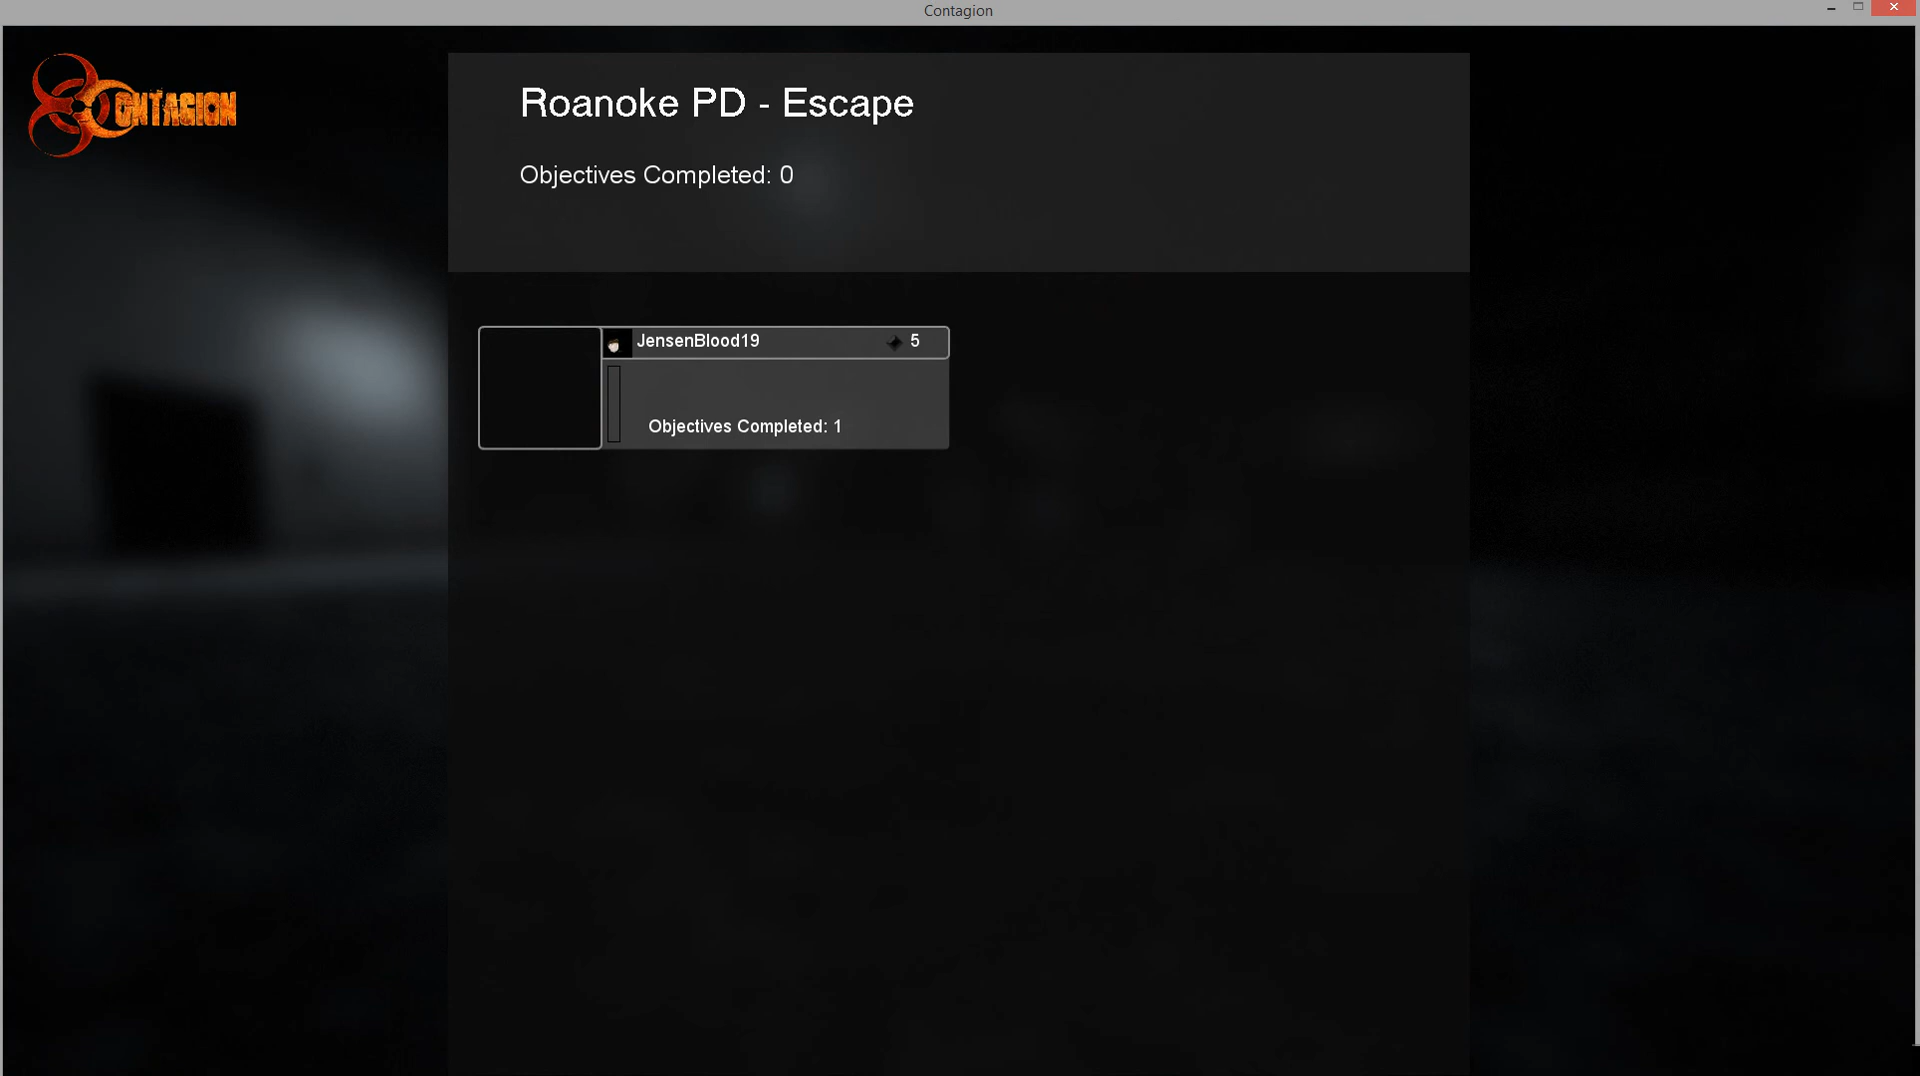 Contagion
CONTAGION
Roanoke PD - Escape
Objectives Completed: 0
JensenBlood19 5
Objectives Completed: 1